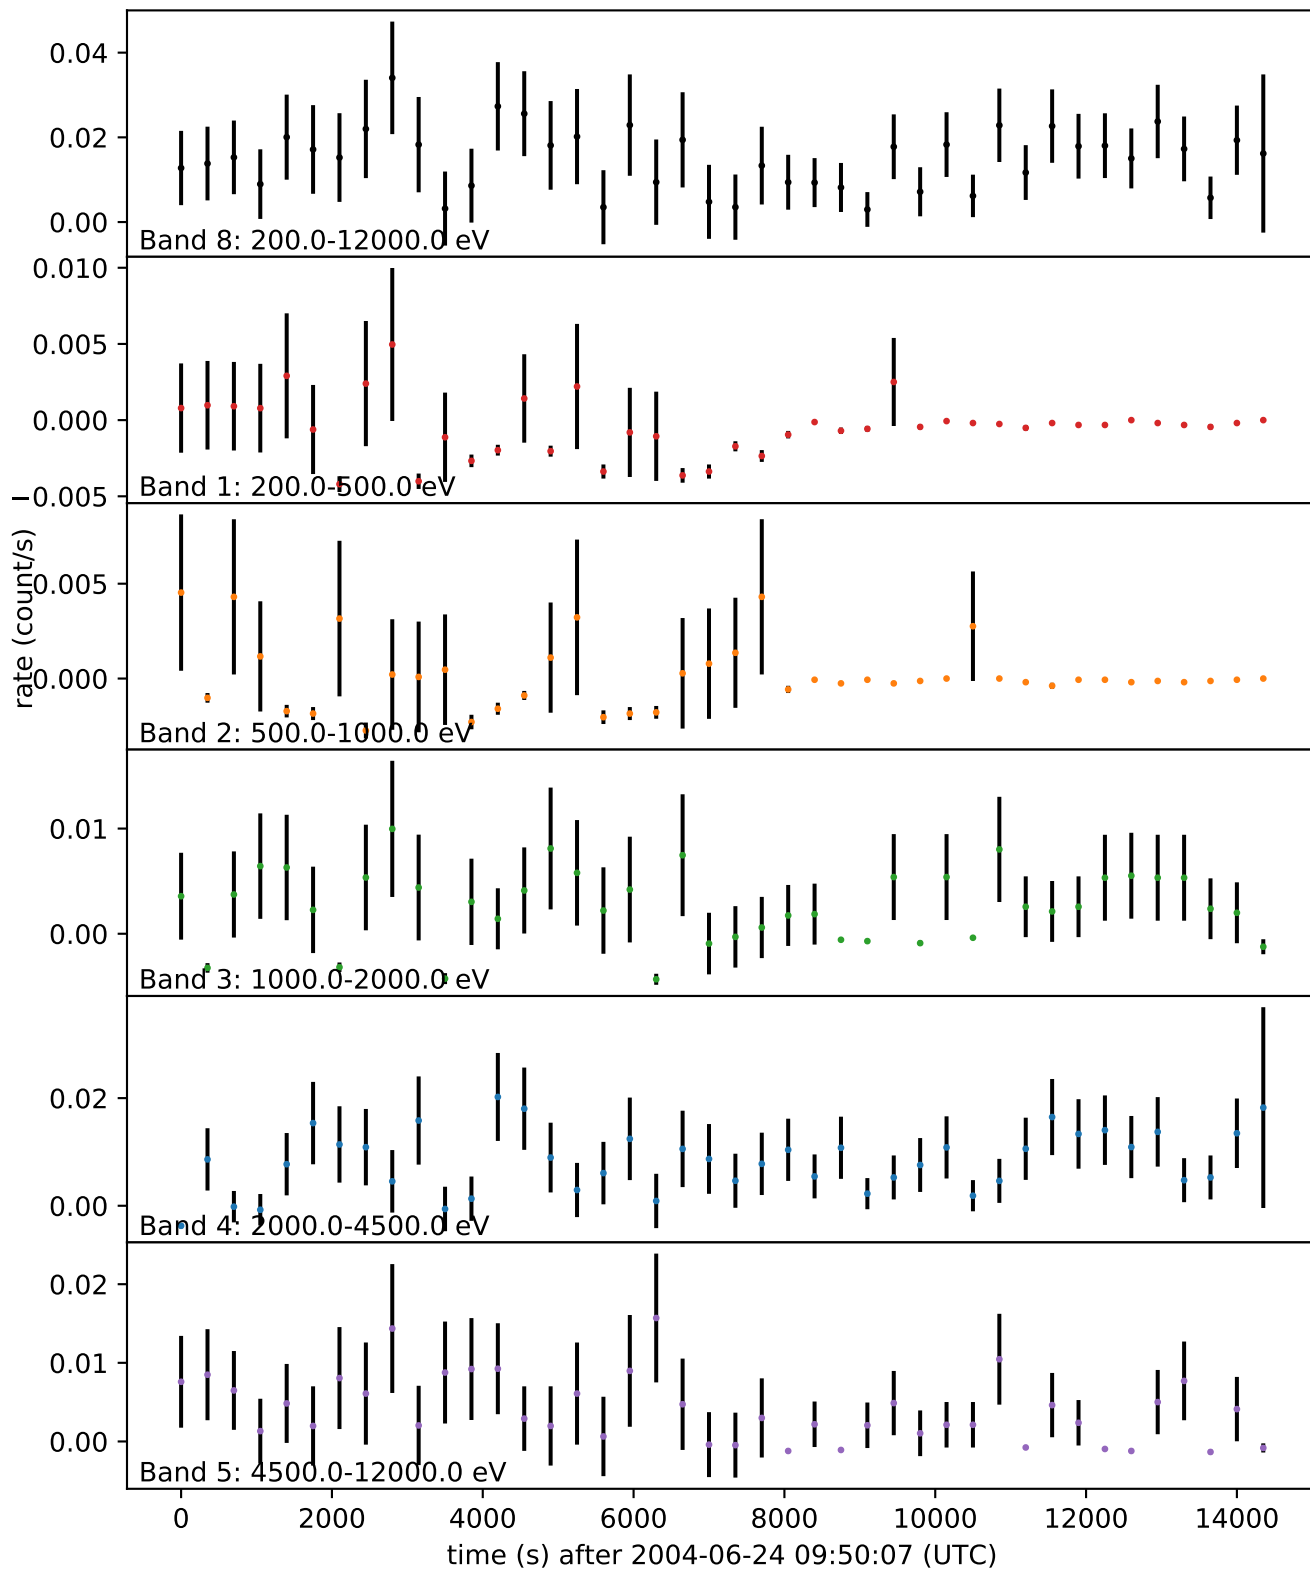 0.04
0.02
0.00
Band 8: 200.0-12000.0 eV
0.010
0.005
0.000
−0.005
Band 1: 200.0-500.0 eV
rate (count/s)
0.005
0.000
Band 2: 500.0-1000.0 eV
0.01
0.00
Band 3: 1000.0-2000.0 eV
0.02
0.00
Band 4: 2000.0-4500.0 eV
0.02
0.01
0.00
Band 5: 4500.0-12000.0 eV
0 2000 4000 6000 8000 10000 12000 14000
time (s) after 2004-06-24 09:50:07 (UTC)